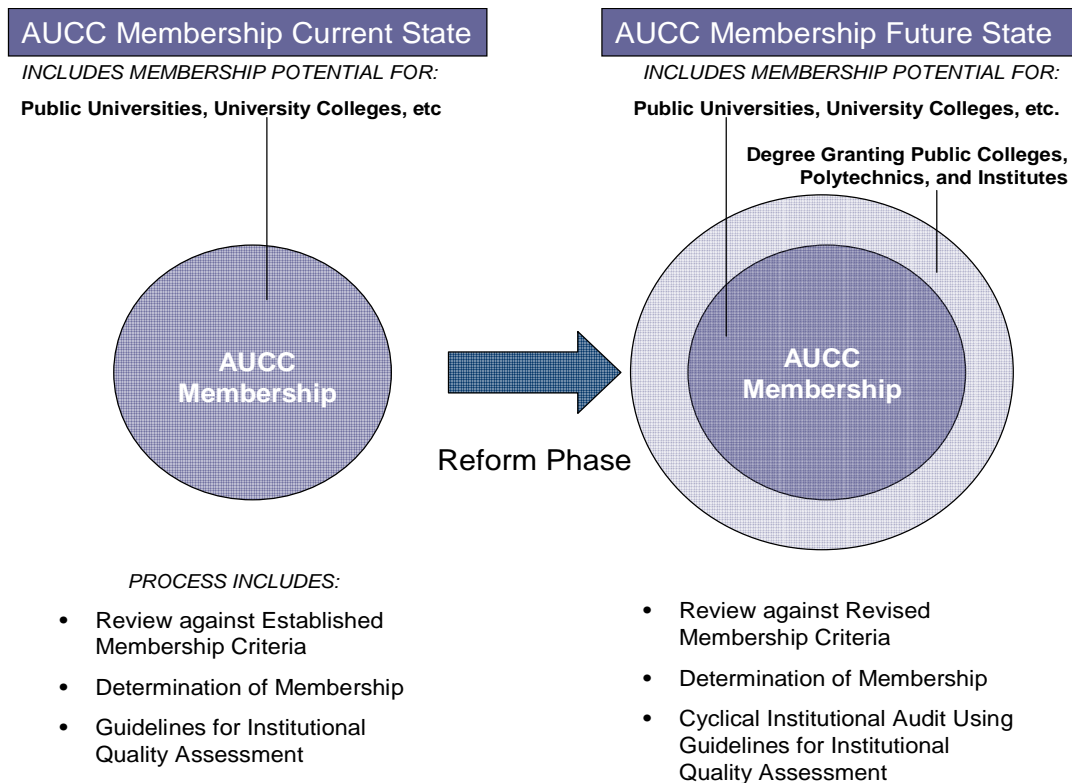 AUCC Membership Current State
INCLUDES MEMBERSHIP POTENTIAL FOR:
Public Universities, University Colleges, etc
AUCC
Membership
PROCESS INCLUDES:
• Review against Established
Membership Criteria
• Determination of Membership
• Guidelines for Institutional
Quality Assessment
Reform Phase
AUCC Membership Future State
INCLUDES MEMBERSHIP POTENTIAL FOR:
Public Universities, University Colleges, etc.
Degree Granting Public Colleges,
Polytechnics, and Institutes
AUCC
Membership
• Review against Revised
Membership Criteria
• Determination of Membership
• Cyclical Institutional Audit Using
Guidelines for Institutional
Quality Assessment